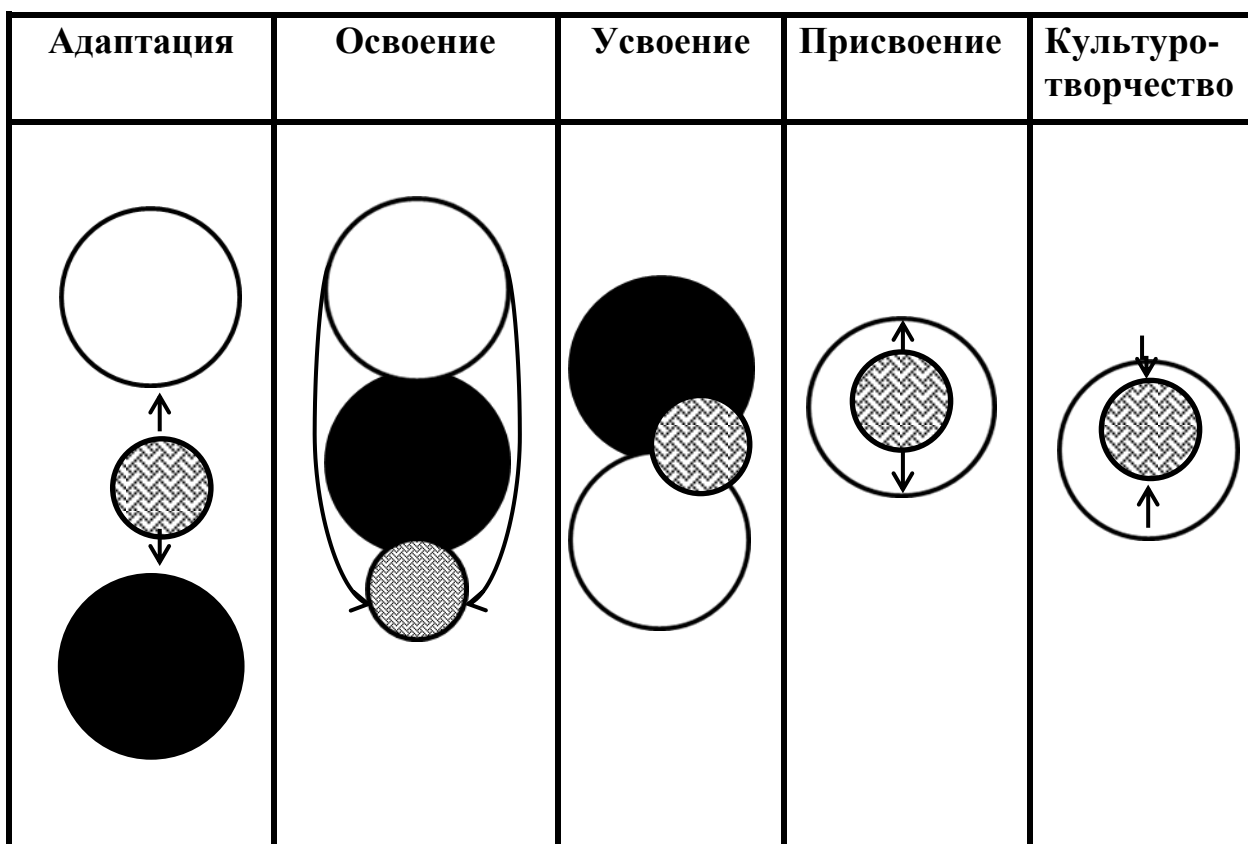 Адаптация
Освоение
Усвоение
Присвоение
Культуро-
творчество